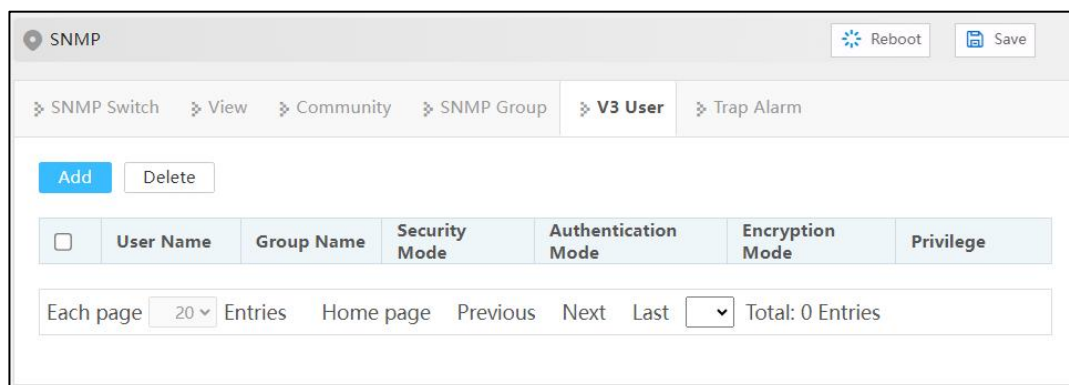 SNMP Reboot Save
SNMP Switch View Community SNMP Group V3 User Trap Alarm
Add Delete
User Name Group Name Security Mode Authentication Mode Encryption Mode Privilege
Each page 20 Entries Home page Previous Next Last Total: 0 Entries